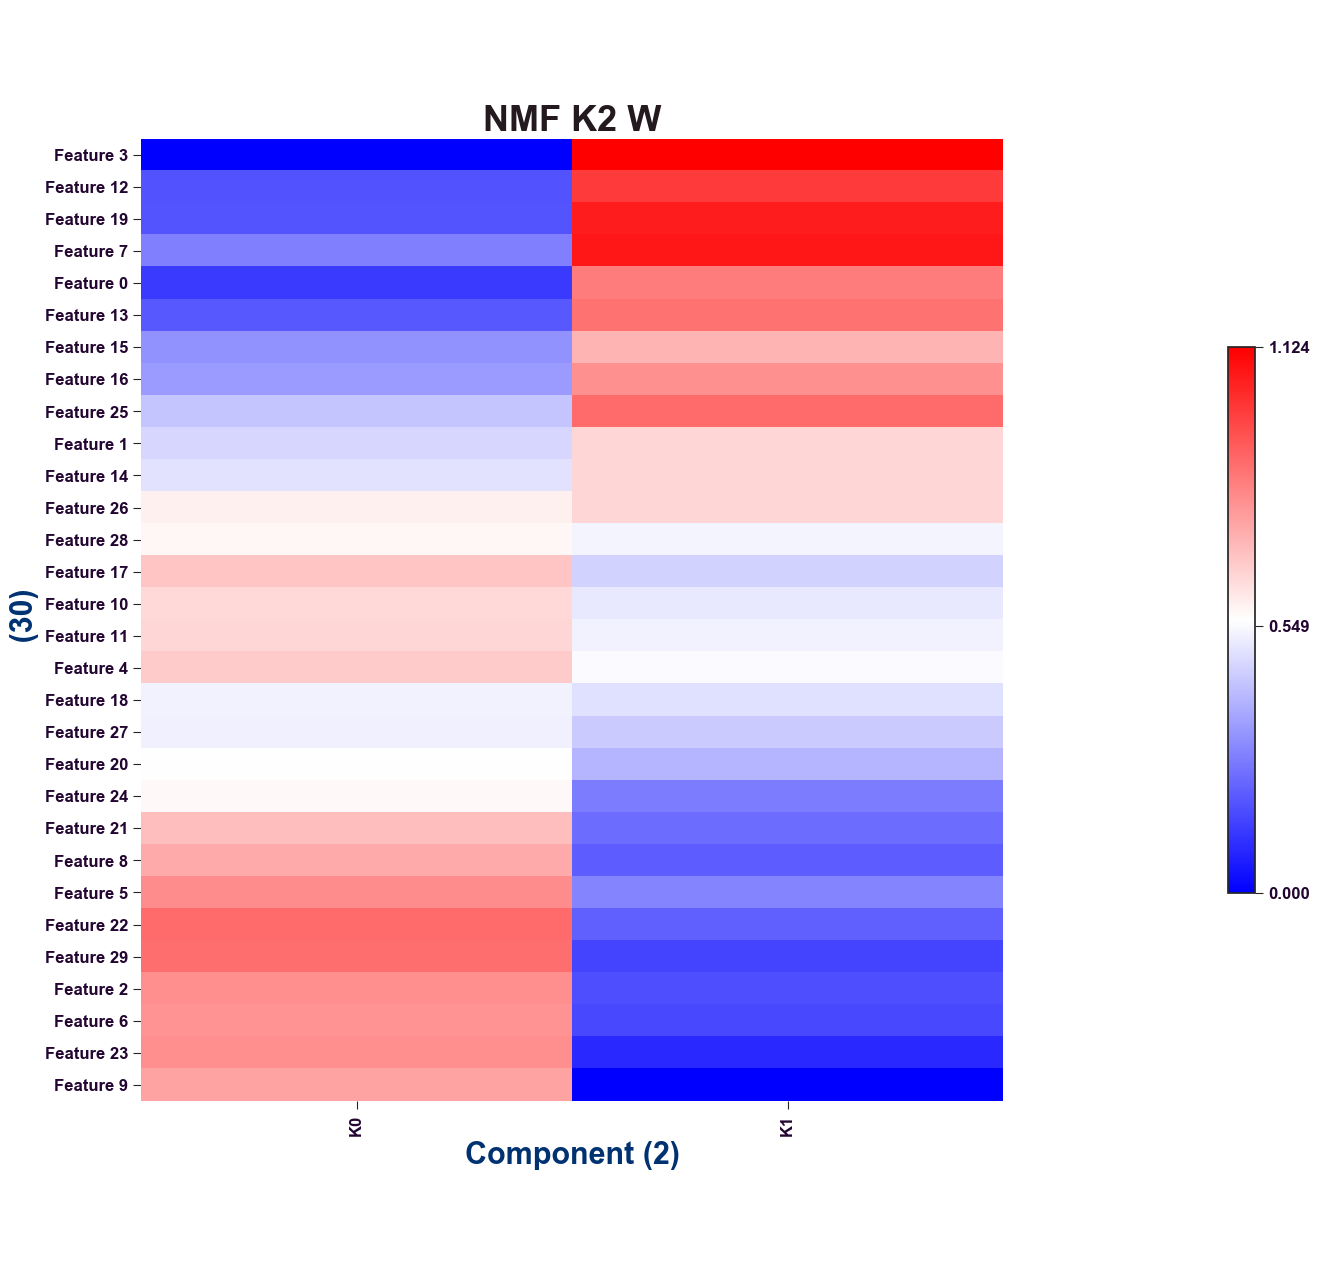 NMF K2 W
Feature 3
Feature 12
Feature 19
Feature 7
Feature 0
Feature 13
Feature 15
Feature 16
Feature 25
Feature 1
Feature 14
Feature 26
Feature 28
Feature 17
Feature 10
Feature 11
Feature 4
Feature 18
Feature 27
Feature 20
Feature 24
Feature 21
Feature 8
Feature 5
Feature 22
Feature 29
Feature 2
Feature 6
Feature 23
Feature 9
(30)
K0
K1
Component (2)
1.124
0.549
0.000